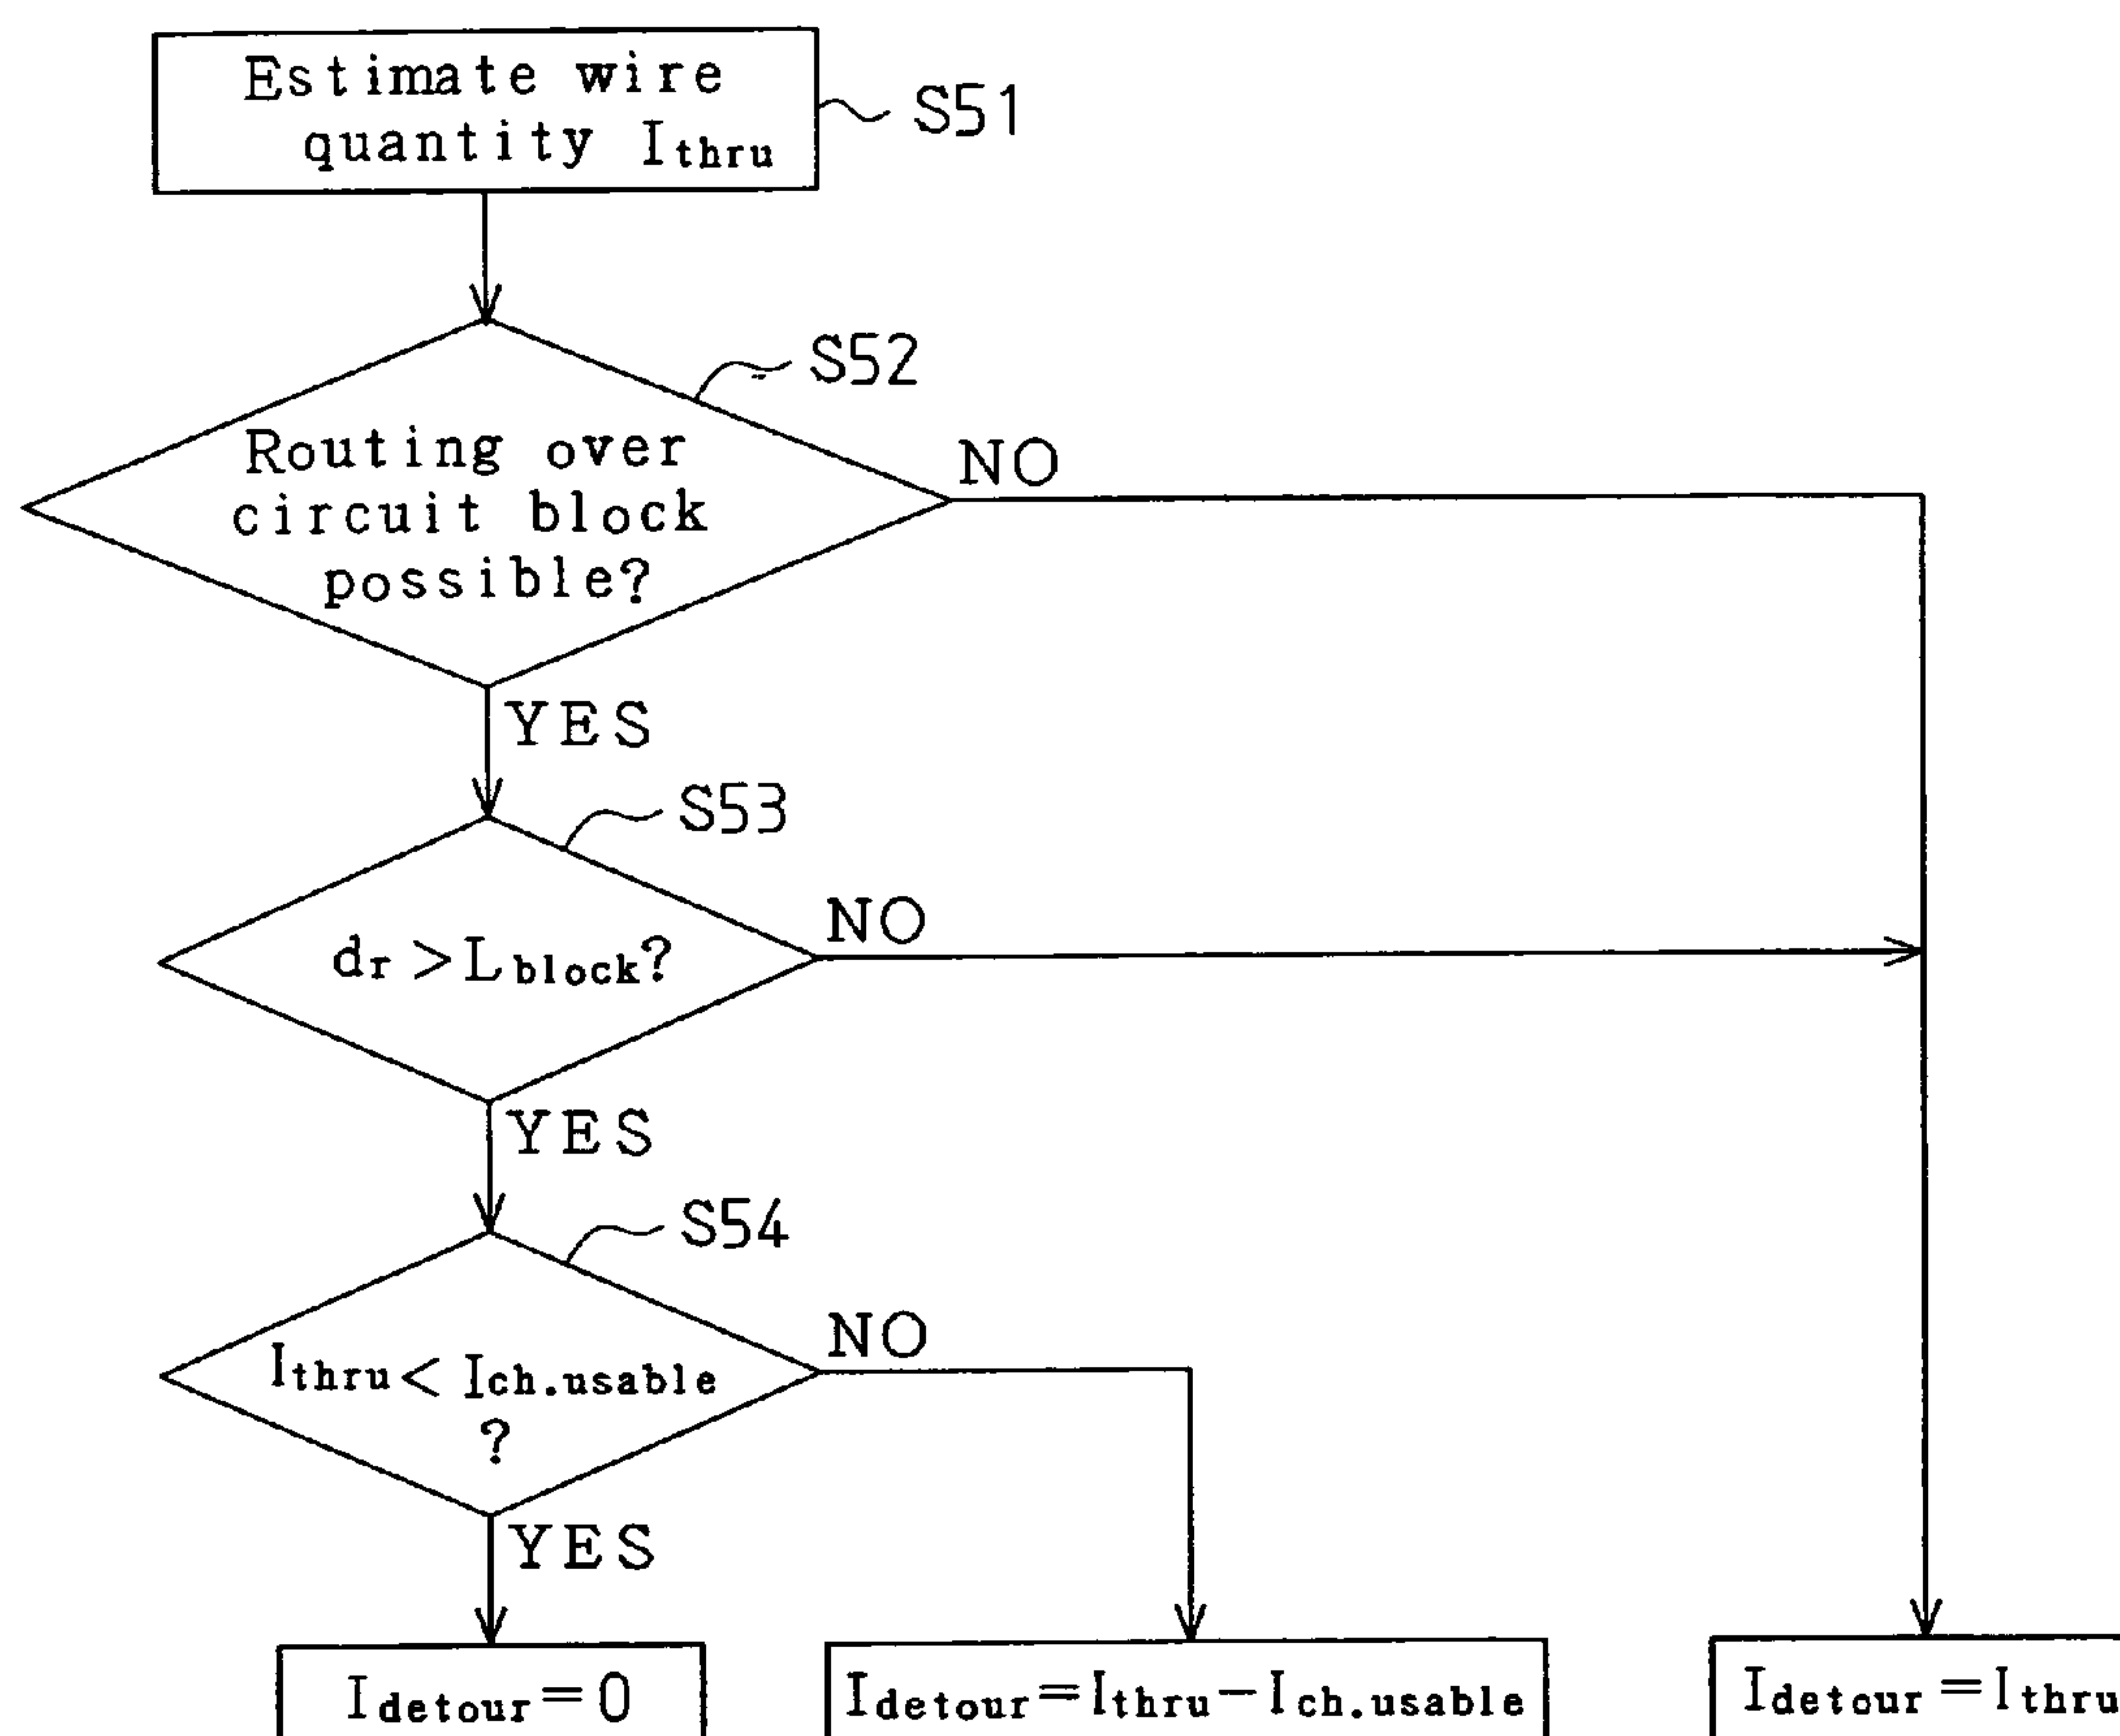 Estimate wire
quantity Ithru
S51
S52
Routing over
circuit block
possible?
NO
YES
S53
dr > Lblock?
NO
YES
S54
Ithru < Ich.usable
?
NO
YES
Idetour = 0
Idetour = Ithru − Ich.usable
Idetour = Ithru